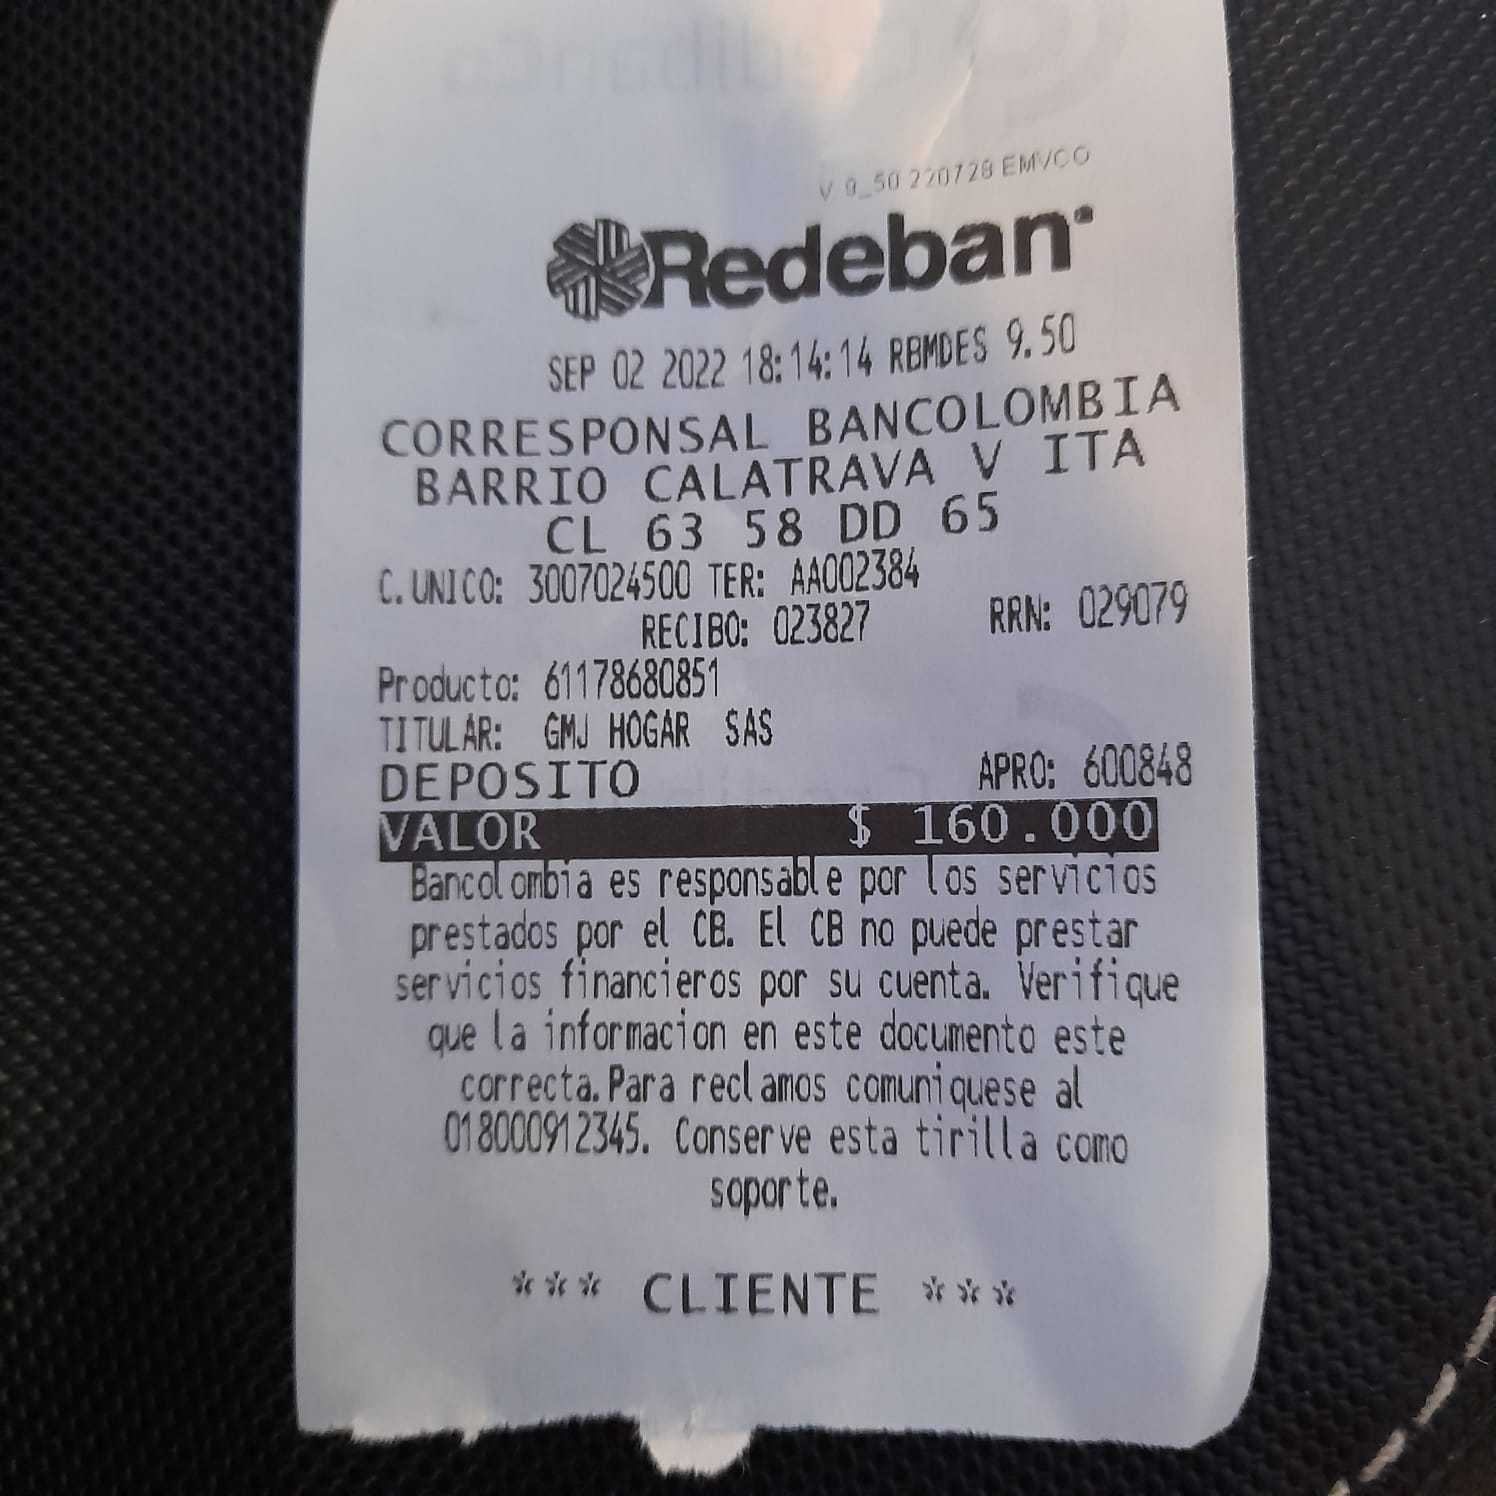 V 9_50 220728 EMVCO
Redeban
SEP 02 2022 18:14:14 RBMDES 9.50
CORRESPONSAL BANCOLOMBIA
BARRIO CALATRAVA V ITA
CL 63 58 DD 65
C.UNICO: 3007024500 TER: AA002384
RECIBO: 023827 RRN: 029079
Producto: 61178680851
TITULAR: GMJ HOGAR SAS
DEPOSITO APRO: 600848
VALOR $ 160.000
Bancolombia es responsable por los servicios
prestados por el CB. El CB no puede prestar
servicios financieros por su cuenta. Verifique
que la informacion en este documento este
correcta.Para reclamos comuniquese al
018000912345. Conserve esta tirilla como
soporte.
*** CLIENTE ***